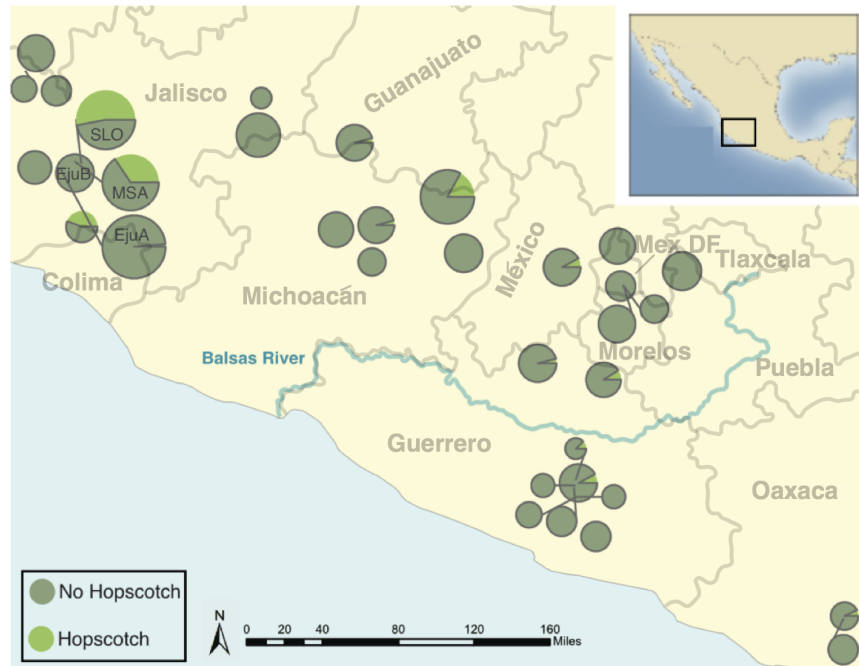 Guanajuato
Jalisco
SLO
EjuB
MSA
EjuA
Colima
Michoacán
México
Mex DF
Tlaxcala
Morelos
Puebla
Balsas River
Guerrero
Oaxaca
No Hopscotch
Hopscotch
N
0 20 40 80 120 160
Miles